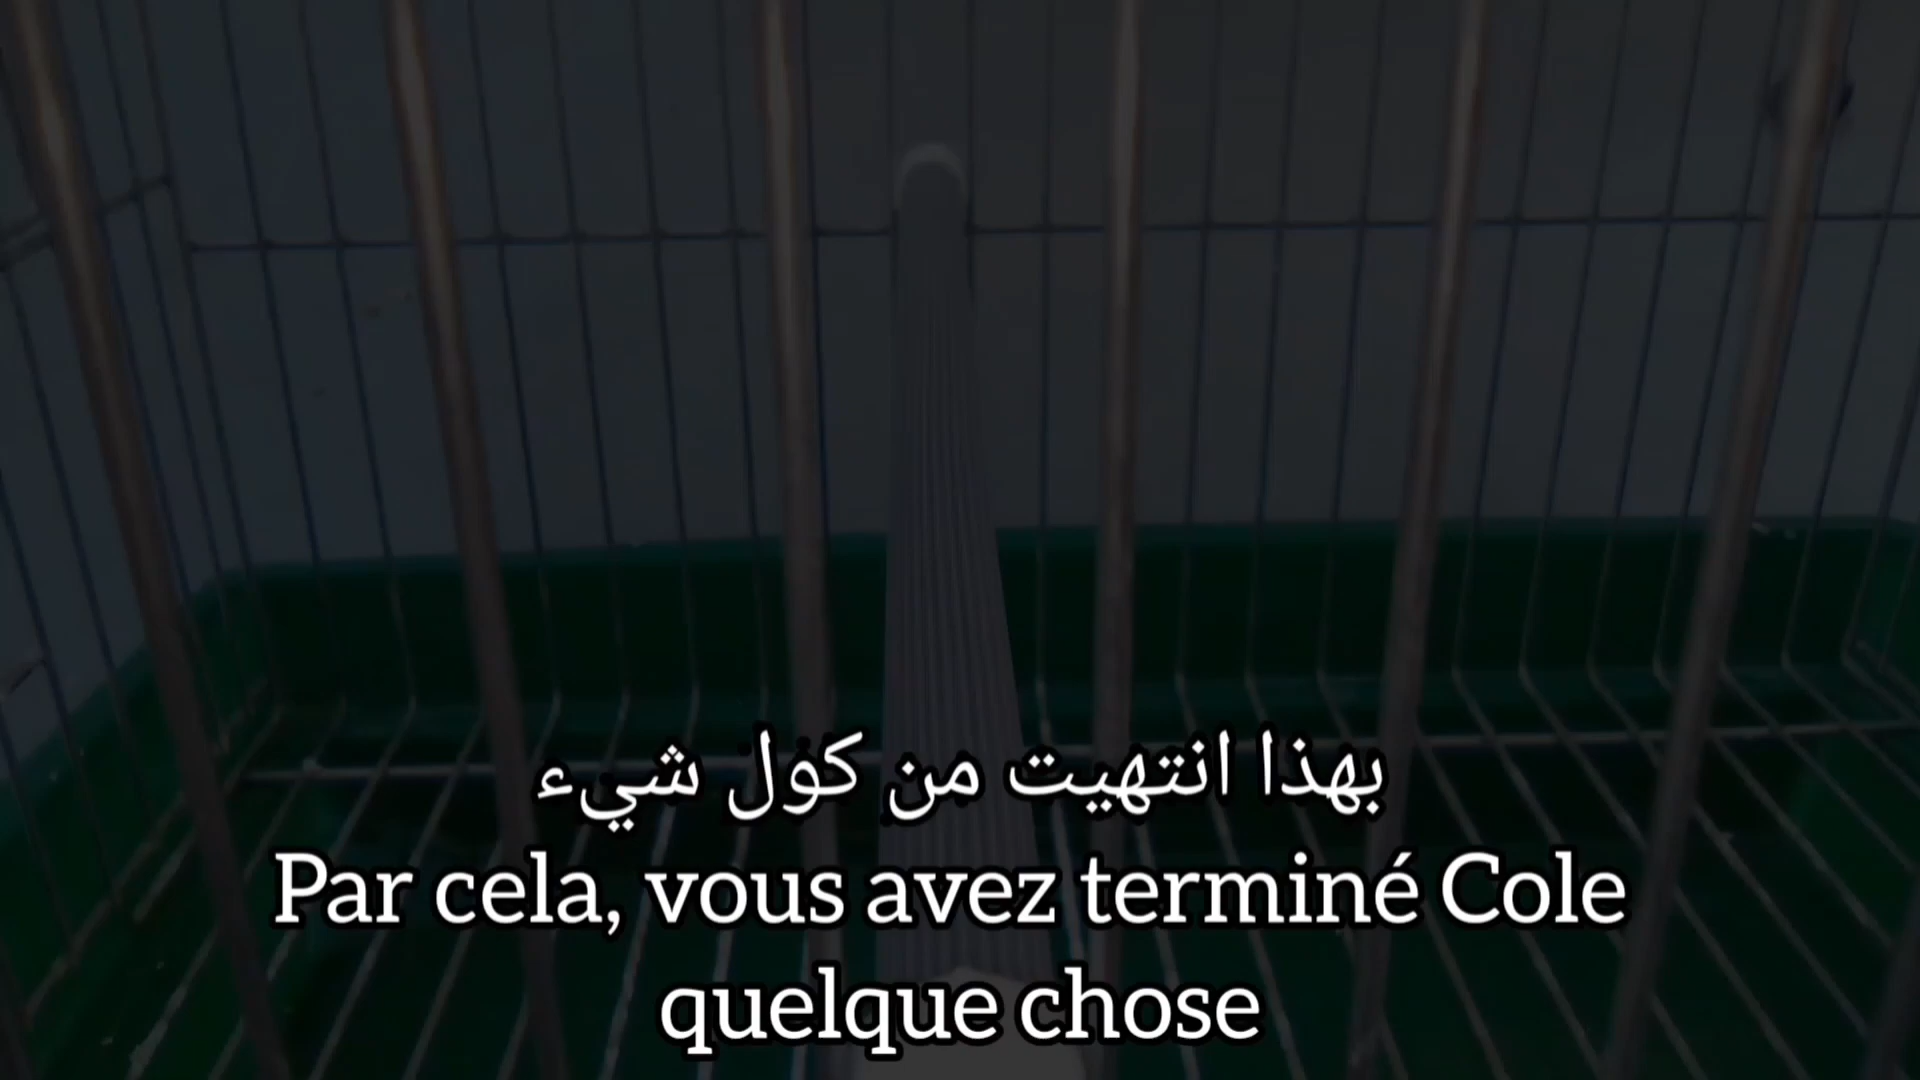 بهذا انتهيت من كول شيء
Par cela, vous avez terminé Cole
quelque chose